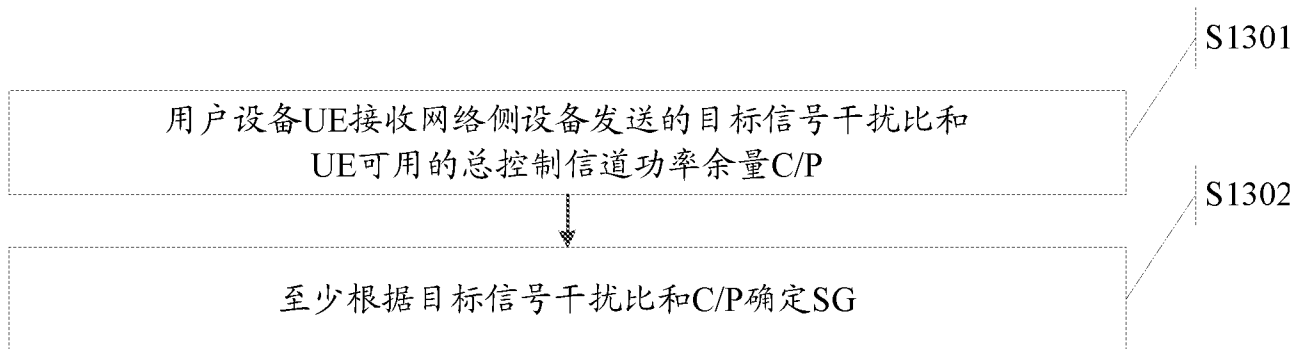 S1301
用户设备UE接收网络侧设备发送的目标信号干扰比和
UE可用的总控制信道功率余量C/P
S1302
至少根据目标信号干扰比和C/P确定SG